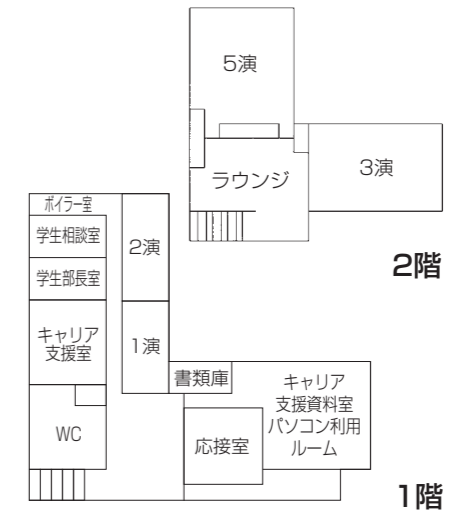 5演
ラウンジ
3演
2階
ボイラー室
学生相談室
学生部長室
キャリア
支援室
WC
2演
1演
書類庫
応接室
キャリア
支援資料室
パソコン利用
ルーム
1階